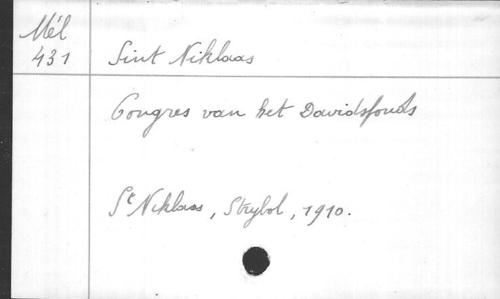 Mél
431
Sint Niklaas
Congres van het Davidsfonds
St Niklaas, Strybol, 1910.